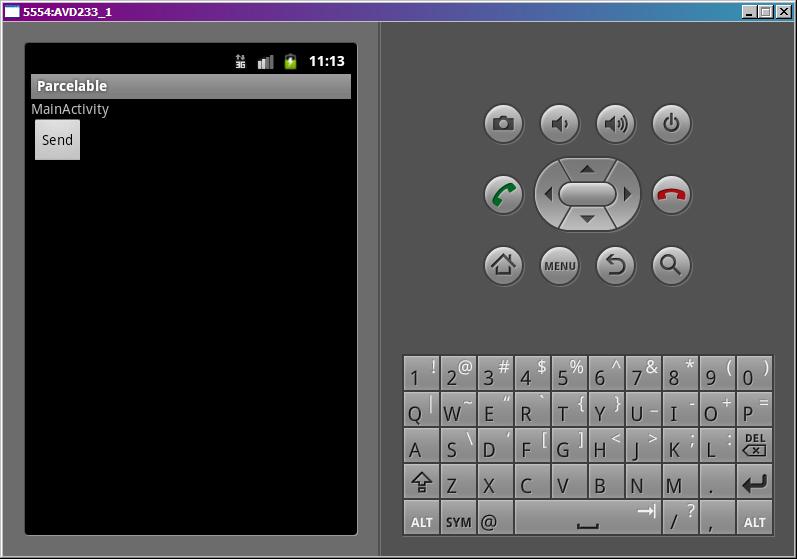 5554:AVD233_1
3G 11:13
Parcelable
MainActivity
Send
MENU
1 ! 2 @ 3 # 4 $ 5 % 6 ^ 7 & 8 * 9 ( 0 )
Q | W ~ E “ R ` T { Y } U _ I - O + P =
A S \ D ‘ F [ G ] H < J > K ; L : DEL
Z X C V B N M .
ALT SYM @ / ? , ALT